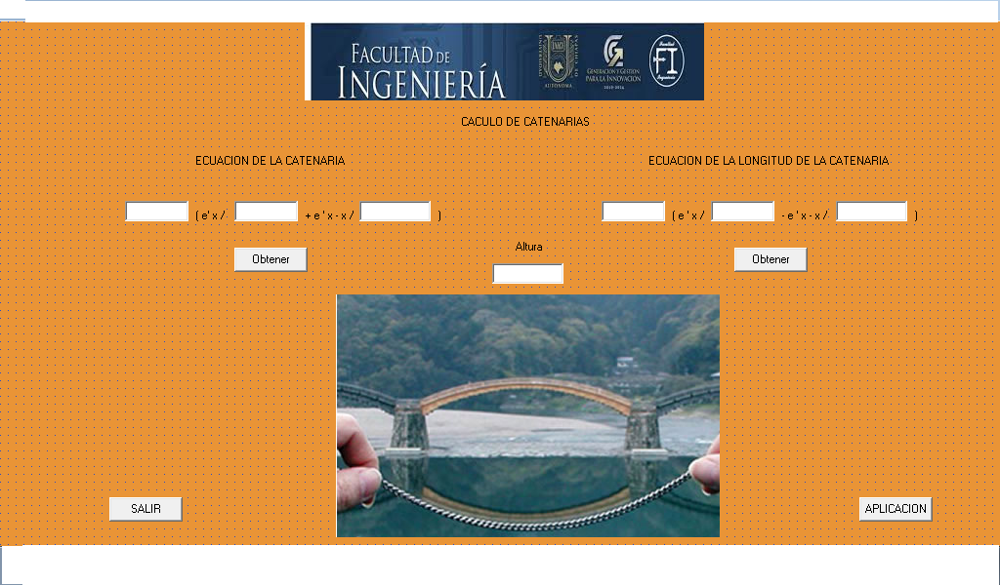 FACULTAD DE
INGENIERÍA
AUTONOMA
GENERACIÓN Y GESTIÓN
PARA LA INNOVACIÓN
CACULO DE CATENARIAS
ECUACION DE LA CATENARIA
ECUACION DE LA LONGITUD DE LA CATENARIA
( e' x / + e ' x - x / )
( e ' x / - e ' x - x / )
Altura
Obtener
Obtener
SALIR
APLICACION